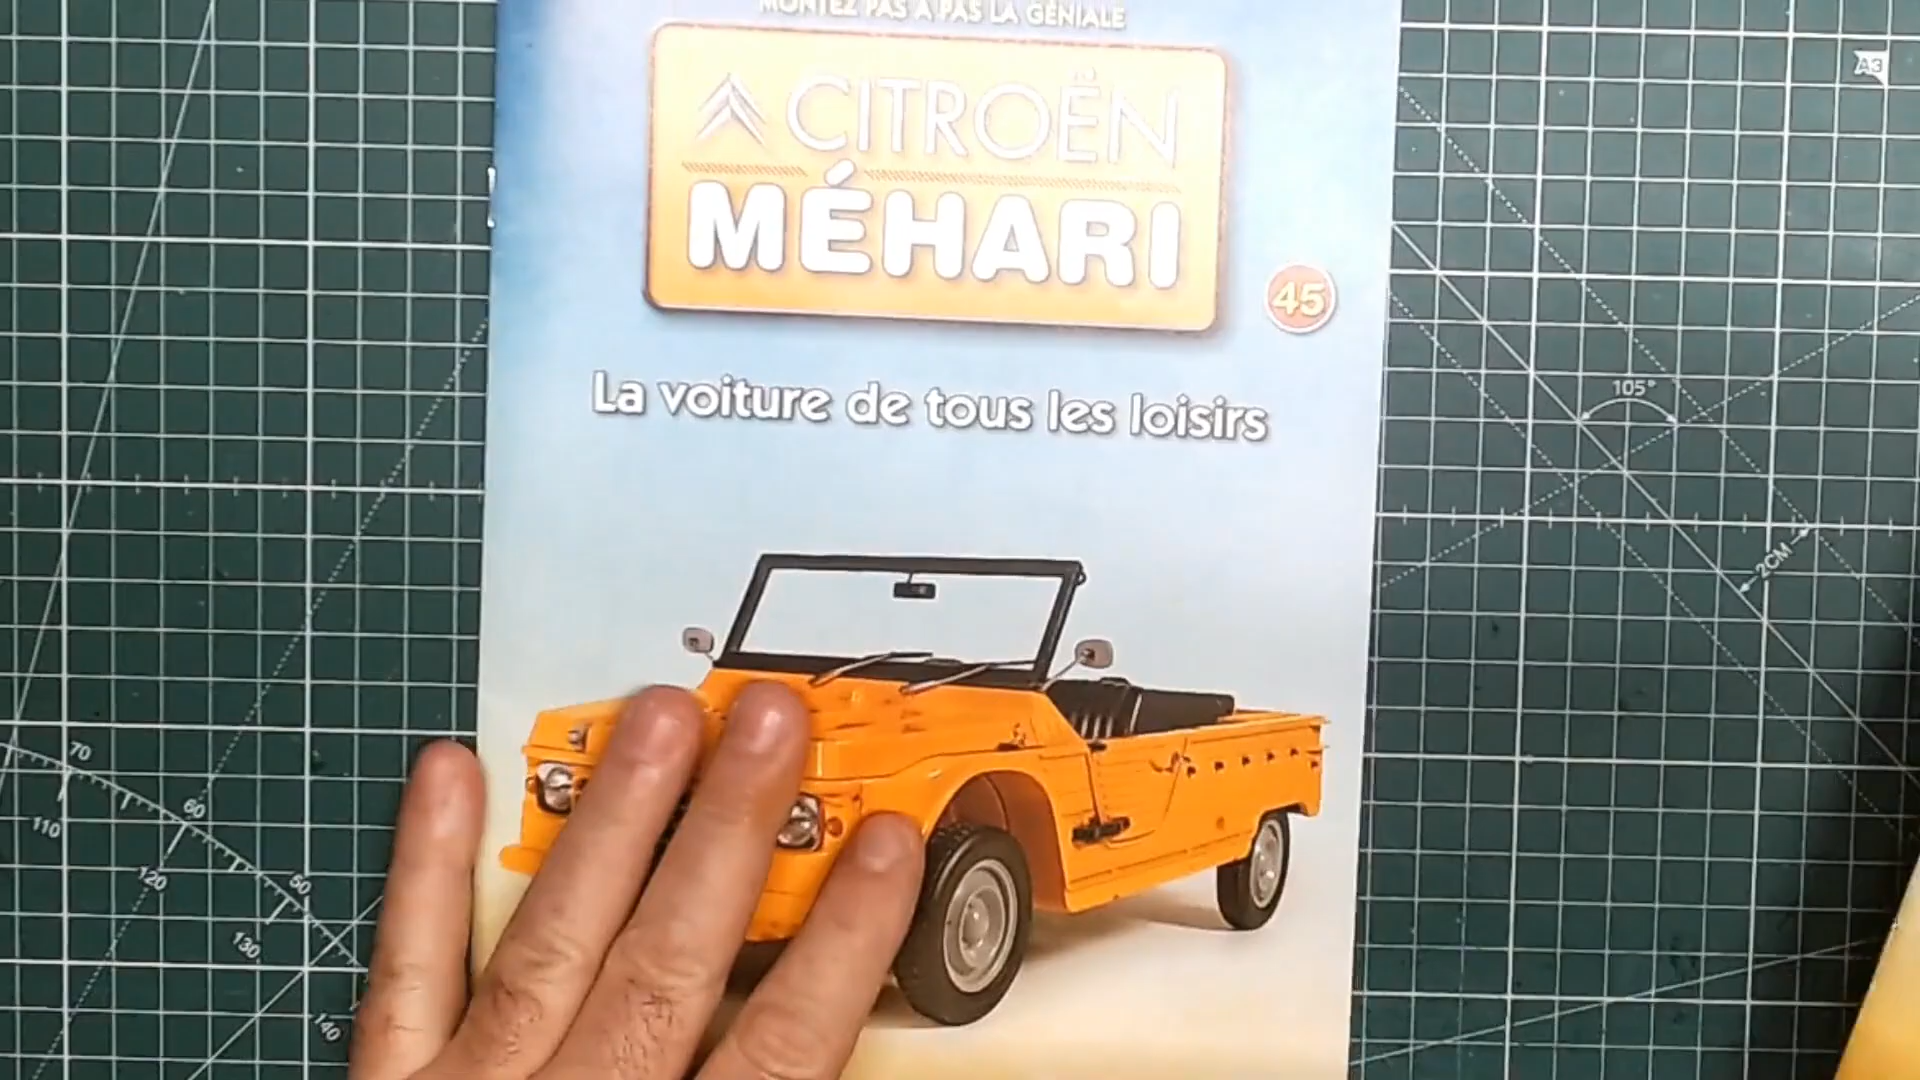 MONTEZ PAS À PAS LA GÉNIALE
CITROËN
MÉHARI
45
La voiture de tous les loisirs
A3
105°
2CM
70
60
50
110
120
130
140